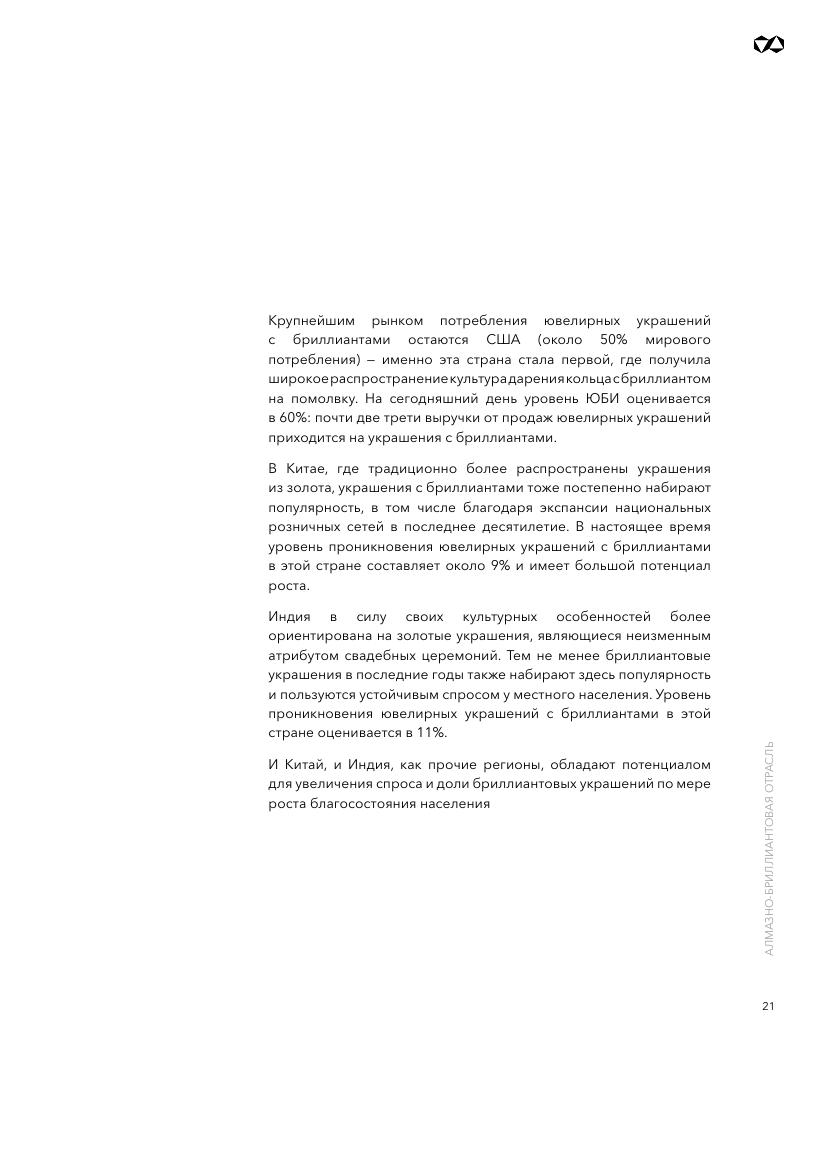 Крупнейшим рынком потребления ювелирных украшений
с бриллиантами остаются США (около 50% мирового
потребления) — именно эта страна стала первой, где получила
широкое распространение культура дарения кольца с бриллиантом
на помолвку. На сегодняшний день уровень ЮБИ оценивается
в 60%: почти две трети выручки от продаж ювелирных украшений
приходится на украшения с бриллиантами.
В Китае, где традиционно более распространены украшения
из золота, украшения с бриллиантами тоже постепенно набирают
популярность, в том числе благодаря экспансии национальных
розничных сетей в последнее десятилетие. В настоящее время
уровень проникновения ювелирных украшений с бриллиантами
в этой стране составляет около 9% и имеет большой потенциал
роста.
Индия в силу своих культурных особенностей более
ориентирована на золотые украшения, являющиеся неизменным
атрибутом свадебных церемоний. Тем не менее бриллиантовые
украшения в последние годы также набирают здесь популярность
и пользуются устойчивым спросом у местного населения. Уровень
проникновения ювелирных украшений с бриллиантами в этой
стране оценивается в 11%.
И Китай, и Индия, как прочие регионы, обладают потенциалом
для увеличения спроса и доли бриллиантовых украшений по мере
роста благосостояния населения
АЛМАЗНО-БРИЛЛИАНТОВАЯ ОТРАСЛЬ
21